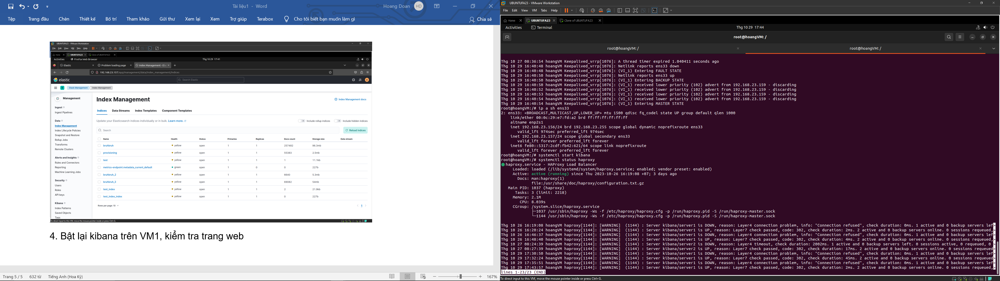 Tài liệu1 - Word
Hoang Doan
HD
Tệp Trang đầu Chèn Thiết kế Bố trí Tham khảo Gửi thư Xem lại Xem Trợ giúp Terabox Cho tôi biết bạn muốn làm gì Chia sẻ
UBUNTUFA23 - VMware Workstation
File Edit View VM Tabs Help
Home UBUNTUFA23 Clone of UBUNTUFA23
Activities Firefox Web Browser Thg 10 29 17:41
Elastic Problem loading page Index Management - Elas
192.168.23.157/app/management/data/index_management/indices
elastic Search Elastic e
D Stack Management Index Management
Management
Ingest
Ingest Pipelines
Data
Index Management
Index Lifecycle Policies
Snapshot and Restore
Rollup Jobs
Transforms
Remote Clusters
Alerts and Insights
Rules and Connectors
Reporting
Machine Learning Jobs
Security
Users
Roles
API keys
Kibana
Index Patterns
Saved Objects
Tags
Index Management
Index Management docs
Indices Data Streams Index Templates Component Templates
Update your Elasticsearch indices individually or in bulk. Learn more.
Include rollup indices Include hidden indices
Search Reload indices
Name Health Status Primaries Replicas Docs count Storage size Data stream
bruhbruh yellow open 1 1 257482 96.3mb
provisioning yellow open 1 1 55383 2.5mb
test yellow open 1 1 1 11.1kb
metrics-endpoint.metadata_current_default green open 1 0 0 227b
bruhbruh_2 yellow open 1 1 6640 5.3mb
bruhbruh_3 yellow open 1 1 69082 54mb
test_index yellow open 1 1 2 21.9kb
test_index_index yellow open 1 1 0 227b
Rows per page: 10 1
To direct input to this VM, move the mouse pointer inside or press Ctrl+G.
4. Bật lại kibana trên VM1, kiểm tra trang web
Trang 5 / 5 632 từ Tiếng Anh (Hoa Kỳ) 167%
UBUNTUFA23 - VMware Workstation
File Edit View VM Tabs Help
Home UBUNTUFA23 Clone of UBUNTUFA23
Activities Terminal Thg 10 29 17:44
root@hoangVM: /
root@hoangVM: / root@hoangVM: /
Thg 10 27 08:36:54 hoangVM Keepalived_vrrp[1076]: A thread timer expired 1.040411 seconds ago
Thg 10 29 16:40:48 hoangVM Keepalived_vrrp[1076]: Netlink reports ens33 down
Thg 10 29 16:40:48 hoangVM Keepalived_vrrp[1076]: (VI_1) Entering FAULT STATE
Thg 10 29 16:40:50 hoangVM Keepalived_vrrp[1076]: Netlink reports ens33 up
Thg 10 29 16:40:50 hoangVM Keepalived_vrrp[1076]: (VI_1) Entering BACKUP STATE
Thg 10 29 16:40:50 hoangVM Keepalived_vrrp[1076]: (VI_1) received lower priority (102) advert from 192.168.23.159 - discarding
Thg 10 29 16:40:52 hoangVM Keepalived_vrrp[1076]: (VI_1) received lower priority (102) advert from 192.168.23.159 - discarding
Thg 10 29 16:40:53 hoangVM Keepalived_vrrp[1076]: (VI_1) received lower priority (102) advert from 192.168.23.159 - discarding
Thg 10 29 16:40:54 hoangVM Keepalived_vrrp[1076]: (VI_1) received lower priority (102) advert from 192.168.23.159 - discarding
Thg 10 29 16:40:54 hoangVM Keepalived_vrrp[1076]: (VI_1) Entering MASTER STATE
root@hoangVM:/# ip a sh ens33
2: ens33: <BROADCAST,MULTICAST,UP,LOWER_UP> mtu 1500 qdisc fq_codel state UP group default qlen 1000
link/ether 00:0c:29:e7:fd:a2 brd ff:ff:ff:ff:ff:ff
altname enp2s1
inet 192.168.23.156/24 brd 192.168.23.255 scope global dynamic noprefixroute ens33
valid_lft 974sec preferred_lft 974sec
inet 192.168.23.157/24 scope global secondary ens33
valid_lft forever preferred_lft forever
inet6 fe80::5317:2cdf:fb42:621/64 scope link noprefixroute
valid_lft forever preferred_lft forever
root@hoangVM:/# systemctl start kibana
root@hoangVM:/# systemctl status haproxy
haproxy.service - HAProxy Load Balancer
Loaded: loaded (/lib/systemd/system/haproxy.service; enabled; vendor preset: enabled)
Active: active (running) since Thu 2023-10-26 16:19:08 +07; 3 days ago
Docs: man:haproxy(1)
file:/usr/share/doc/haproxy/configuration.txt.gz
Main PID: 1037 (haproxy)
Tasks: 3 (limit: 2218)
Memory: 2.1M
CPU: 8.039s
CGroup: /system.slice/haproxy.service
├─1037 /usr/sbin/haproxy -Ws -f /etc/haproxy/haproxy.cfg -p /run/haproxy.pid -S /run/haproxy-master.sock
└─1144 /usr/sbin/haproxy -Ws -f /etc/haproxy/haproxy.cfg -p /run/haproxy.pid -S /run/haproxy-master.sock
Thg 10 26 16:19:08 hoangVM haproxy[1144]: [WARNING] (1144) : Server kibana/server1 is DOWN, reason: Layer4 connection problem, info: "Connection refused", check duration: 0ms. 1 active and 0 backup servers lef>
Thg 10 26 16:20:24 hoangVM haproxy[1144]: [WARNING] (1144) : Server kibana/server1 is UP, reason: Layer7 check passed, code: 302, check duration: 2ms. 2 active and 0 backup servers online. 0 sessions requeued,>
Thg 10 26 16:46:37 hoangVM haproxy[1144]: [WARNING] (1144) : Server kibana/server1 is DOWN, reason: Layer4 connection problem, info: "Connection refused", check duration: 0ms. 1 active and 0 backup servers lef>
Thg 10 26 16:48:40 hoangVM haproxy[1144]: [WARNING] (1144) : Server kibana/server1 is UP, reason: Layer7 check passed, code: 302, check duration: 4ms. 2 active and 0 backup servers online. 0 sessions requeued,>
Thg 10 27 08:24:39 hoangVM haproxy[1144]: [WARNING] (1144) : Server kibana/server2 is DOWN, reason: Layer4 timeout, check duration: 2002ms. 1 active and 0 backup servers left. 0 sessions active, 0 requeued, 0 >
Thg 10 27 08:27:39 hoangVM haproxy[1144]: [WARNING] (1144) : Server kibana/server2 is UP, reason: Layer7 check passed, code: 302, check duration: 17ms. 2 active and 0 backup servers online. 0 sessions requeued>
Thg 10 29 17:30:50 hoangVM haproxy[1144]: [WARNING] (1144) : Server kibana/server1 is DOWN, reason: Layer4 connection problem, info: "Connection refused", check duration: 0ms. 1 active and 0 backup servers lef>
Thg 10 29 17:32:24 hoangVM haproxy[1144]: [WARNING] (1144) : Server kibana/server1 is UP, reason: Layer7 check passed, code: 302, check duration: 45ms. 2 active and 0 backup servers online. 0 sessions requeued>
Thg 10 29 17:35:51 hoangVM haproxy[1144]: [WARNING] (1144) : Server kibana/server1 is DOWN, reason: Layer4 connection problem, info: "Connection refused", check duration: 0ms. 1 active and 0 backup servers lef>
Thg 10 29 17:43:57 hoangVM haproxy[1144]: [WARNING] (1144) : Server kibana/server1 is UP, reason: Layer7 check passed, code: 302, check duration: 2ms. 2 active and 0 backup servers online. 0 sessions requeued,>
lines 1-23/23 (END)
To direct input to this VM, move the mouse pointer inside or press Ctrl+G.